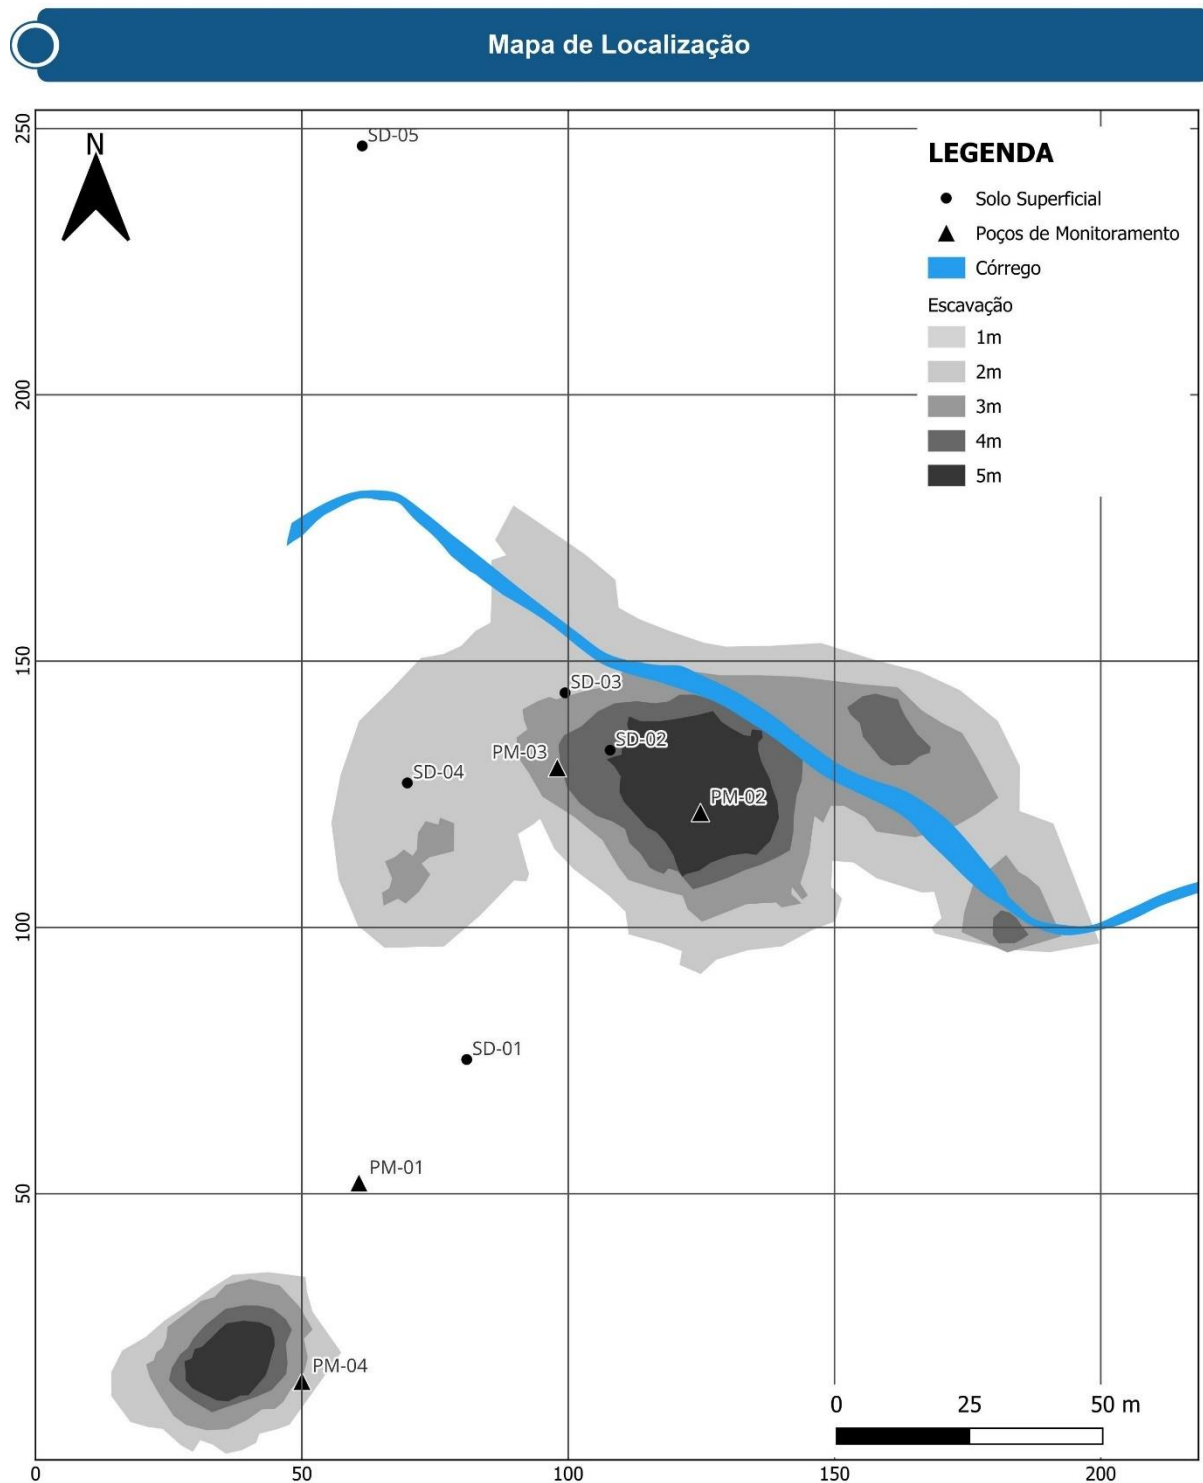 Mapa de Localização
250
N
SD-05
LEGENDA
Solo Superficial
Poços de Monitoramento
Córrego
Escavação
1m
2m
3m
4m
5m
200
150
SD-03
SD-02
PM-03
SD-04
PM-02
100
SD-01
PM-01
50
PM-04
0 25 50 m
0 50 100 150 200